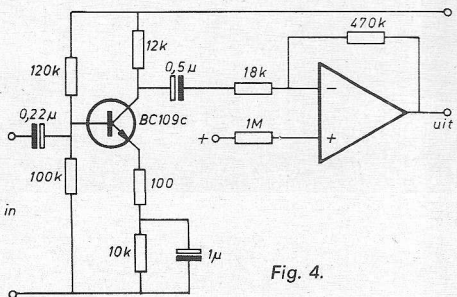 470k
12k
120k
0,5µ
18k
−
0,22µ
BC109c
+
1M
+
uit
100k
100
in
10k
1µ
Fig. 4.